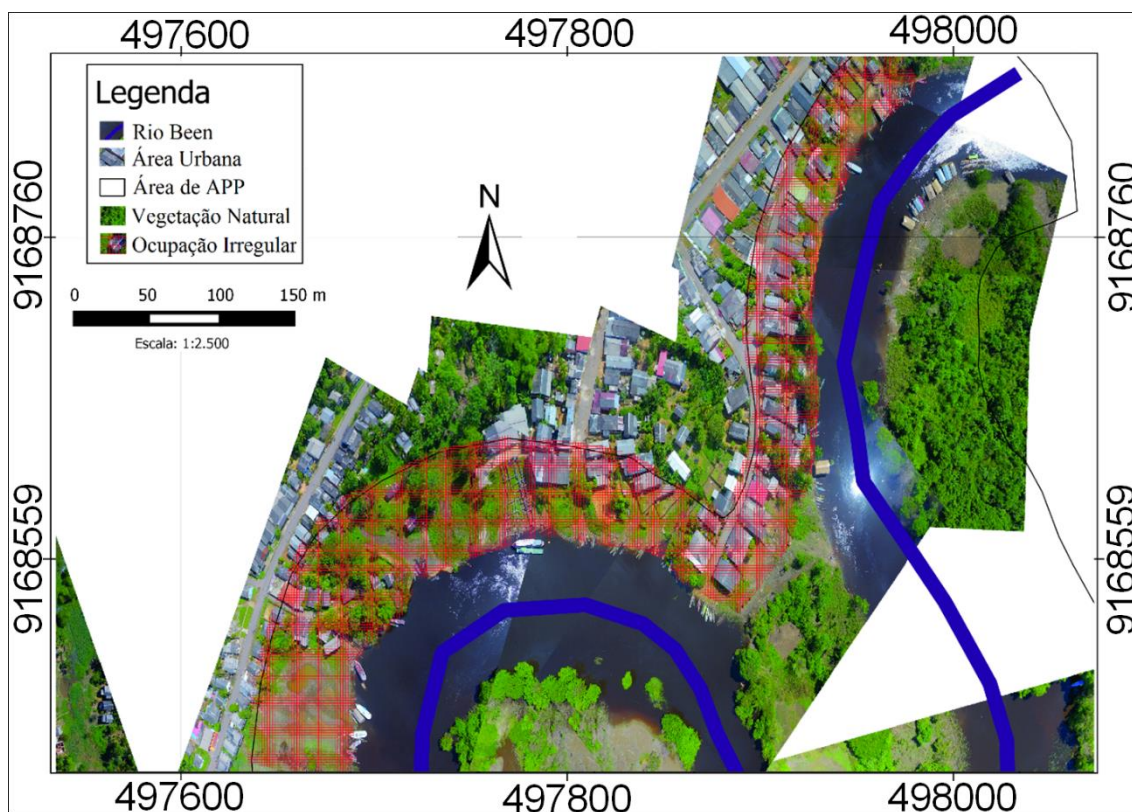 497600 497800 498000
Legenda
Rio Been
Área Urbana
Área de APP
Vegetação Natural
Ocupação Irregular
N
9168760 9168760
0 50 100 150 m
Escala: 1:2.500
9168559 9168559
497600 497800 498000